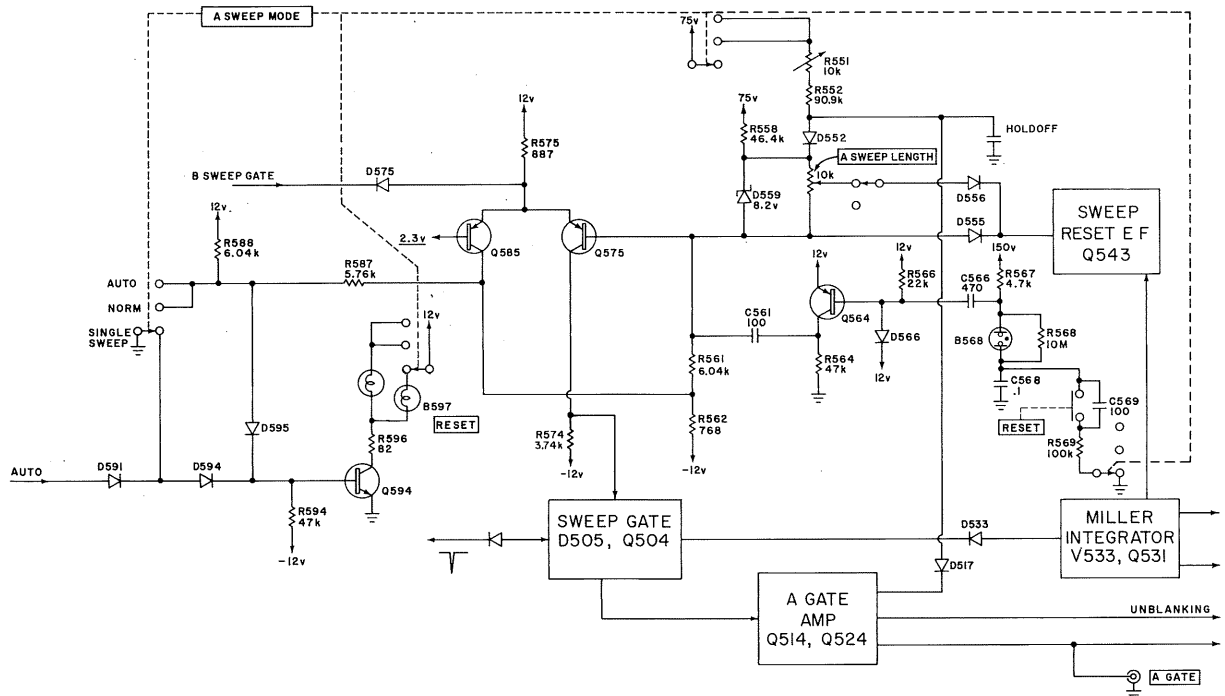 A SWEEP MODE
75v
R551
10k
R552
90.9k
12v
75v
R575
887
R558
46.4k
D552
HOLDOFF
A SWEEP LENGTH
10k
D575
B SWEEP GATE
D559
8.2v
D556
12v
R588
6.04k
2.3v
Q585
Q575
D555
SWEEP
RESET E F
Q543
R587
5.76k
12v
12v
R566
22k
C566
470
150v
R567
4.7k
AUTO
NORM
SINGLE
SWEEP
12v
C561
100
Q564
B568
R568
10M
R561
6.04k
R564
47k
D566
12v
C568
.1
B597
RESET
C569
100
D595
R596
82
R562
768
RESET
R574
3.74k
R569
100k
-12v
-12v
AUTO
D591
D594
Q594
R594
47k
-12v
SWEEP GATE
D505, Q504
D533
MILLER
INTEGRATOR
V533, Q531
D517
A GATE
AMP
Q514, Q524
UNBLANKING
A GATE